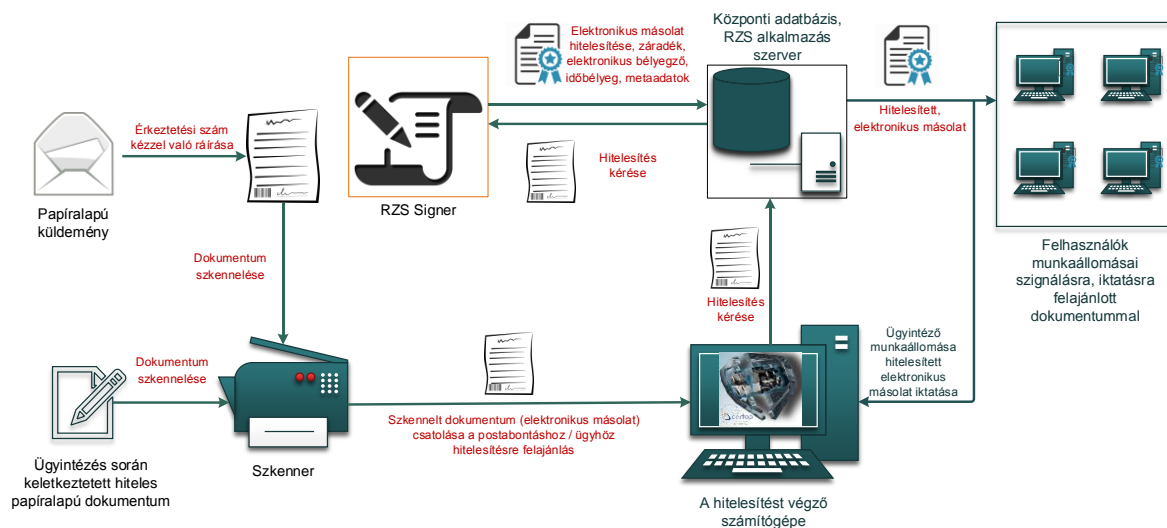 Elektronikus másolat
hitelesítése, záradék,
elektronikus bélyegző,
időbélyeg, metaadatok
Központi adatbázis,
RZS alkalmazás
szerver
Érkeztetési szám
kézzel való ráírása
Hitelesített,
elektronikus másolat
Hitelesítés
kérése
Papíralapú
küldemény
RZS Signer
Felhasználók
munkaállomásai
szignálásra, iktatásra
felajánlott
dokumentummal
Dokumentum
szkennelése
Hitelesítés
kérése
Ügyintéző
munkaállomása
hitelesített
elektronikus
másolat iktatása
Dokumentum
szkennelése
certop
Szkennelt dokumentum (elektronikus másolat)
csatolása a postabontáshoz / ügyhöz
hitelesítésre felajánlás
Szkenner
Ügyintézés során
keletkeztetett hiteles
papíralapú dokumentum
A hitelesítést végző
számítógépe